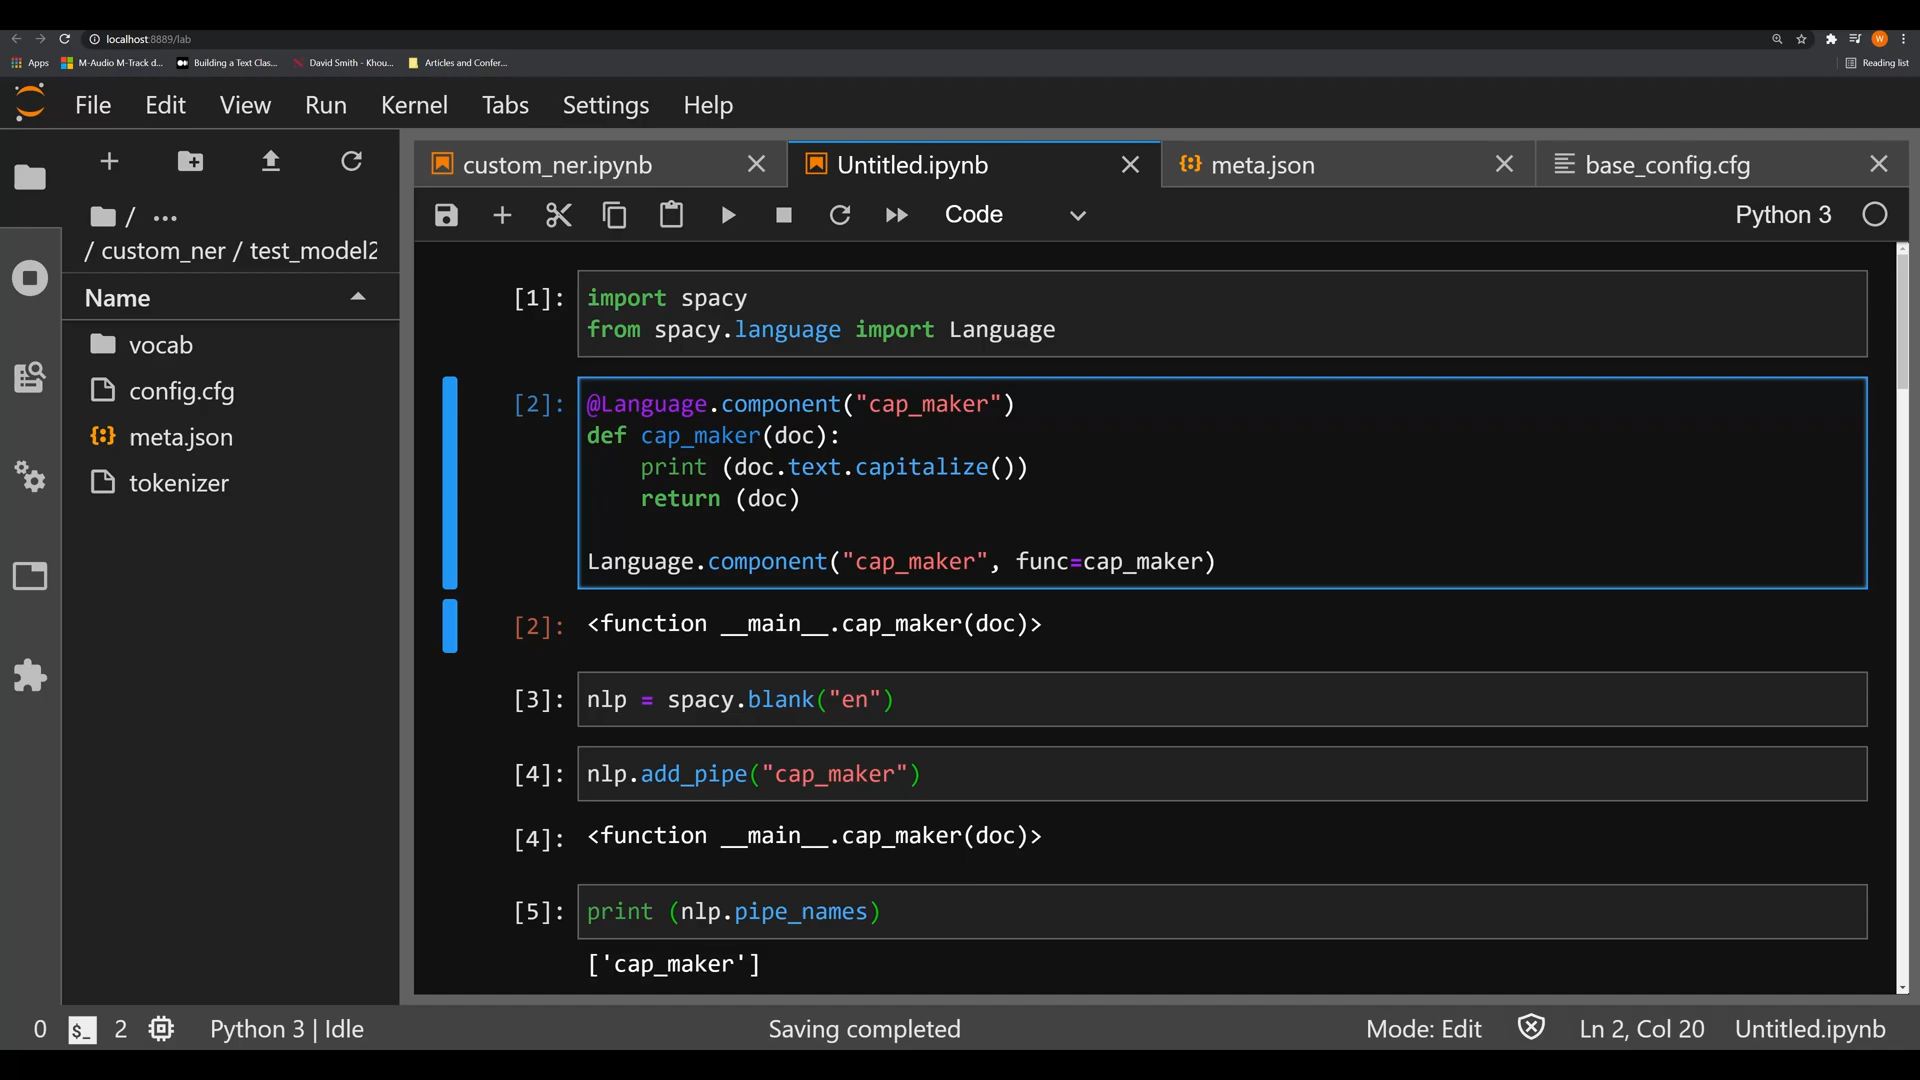 localhost:8889/lab
Apps
M-Audio M-Track d...
Building a Text Clas...
David Smith - Khou...
Articles and Confer...
Reading list
File Edit View Run Kernel Tabs Settings Help
custom_ner.ipynb
Untitled.ipynb
meta.json
base_config.cfg
Code
Python 3
/ ...
/ custom_ner / test_model2
Name
vocab
config.cfg
meta.json
tokenizer
[1]: import spacy
from spacy.language import Language
[2]: @Language.component("cap_maker")
def cap_maker(doc):
    print (doc.text.capitalize())
    return (doc)
Language.component("cap_maker", func=cap_maker)
[2]: <function __main__.cap_maker(doc)>
[3]: nlp = spacy.blank("en")
[4]: nlp.add_pipe("cap_maker")
[4]: <function __main__.cap_maker(doc)>
[5]: print (nlp.pipe_names)
['cap_maker']
0 $_ 2 Python 3 | Idle
Saving completed
Mode: Edit
Ln 2, Col 20
Untitled.ipynb
W